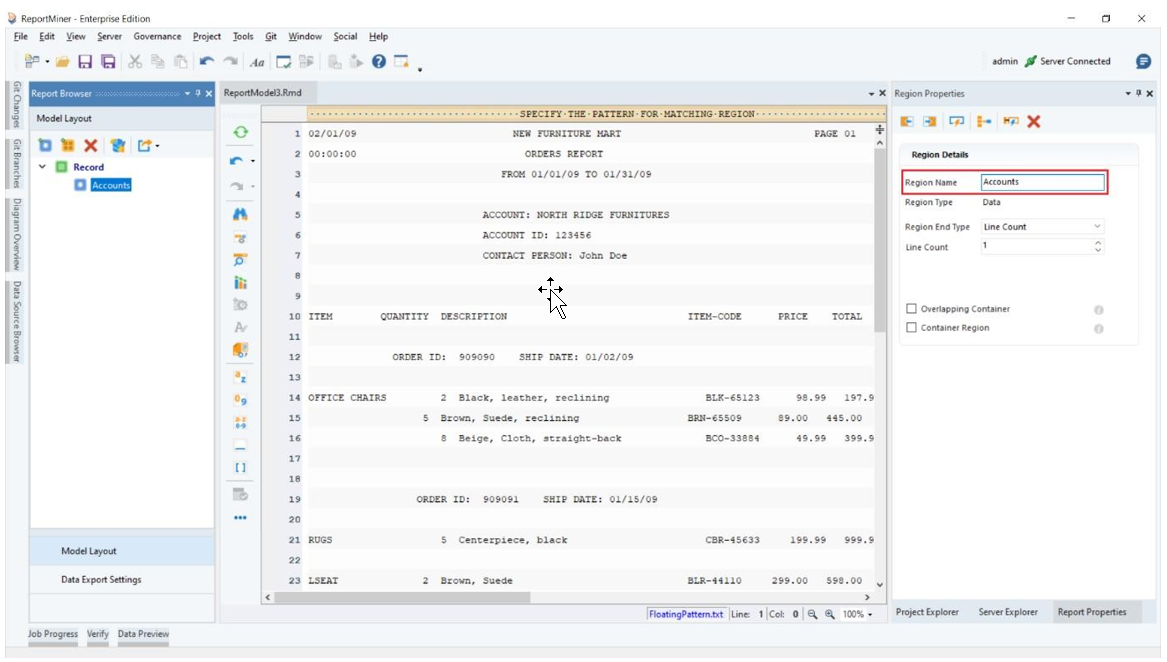 ReportMiner - Enterprise Edition
File Edit View Server Governance Project Tools Git Window Social Help
Aa
admin Server Connected
Git Changes
Git Branches
Diagram Overview
Data Source Browser
Report Browser
Model Layout
Record
Accounts
Model Layout
Data Export Settings
ReportModel3.Rmd
SPECIFY·THE·PATTERN·FOR·MATCHING·REGION
1 02/01/09 NEW FURNITURE MART PAGE 01
2 00:00:00 ORDERS REPORT
3 FROM 01/01/09 TO 01/31/09
4
5 ACCOUNT: NORTH RIDGE FURNITURES
6 ACCOUNT ID: 123456
7 CONTACT PERSON: John Doe
8
9
10 ITEM QUANTITY DESCRIPTION ITEM-CODE PRICE TOTAL
11
12 ORDER ID: 909090 SHIP DATE: 01/02/09
13
14 OFFICE CHAIRS 2 Black, leather, reclining BLK-65123 98.99 197.9
15 5 Brown, Suede, reclining BRN-65509 89.00 445.00
16 8 Beige, Cloth, straight-back BCO-33884 49.99 399.9
17
18
19 ORDER ID: 909091 SHIP DATE: 01/15/09
20
21 RUGS 5 Centerpiece, black CBR-45633 199.99 999.9
22
23 LSEAT 2 Brown, Suede BLR-44110 299.00 598.00
FloatingPattern.txt Line: 1 Col: 0 100%
Region Properties
Region Details
Region Name Accounts
Region Type Data
Region End Type Line Count
Line Count 1
Overlapping Container
Container Region
Project Explorer Server Explorer Report Properties
Job Progress Verify Data Preview